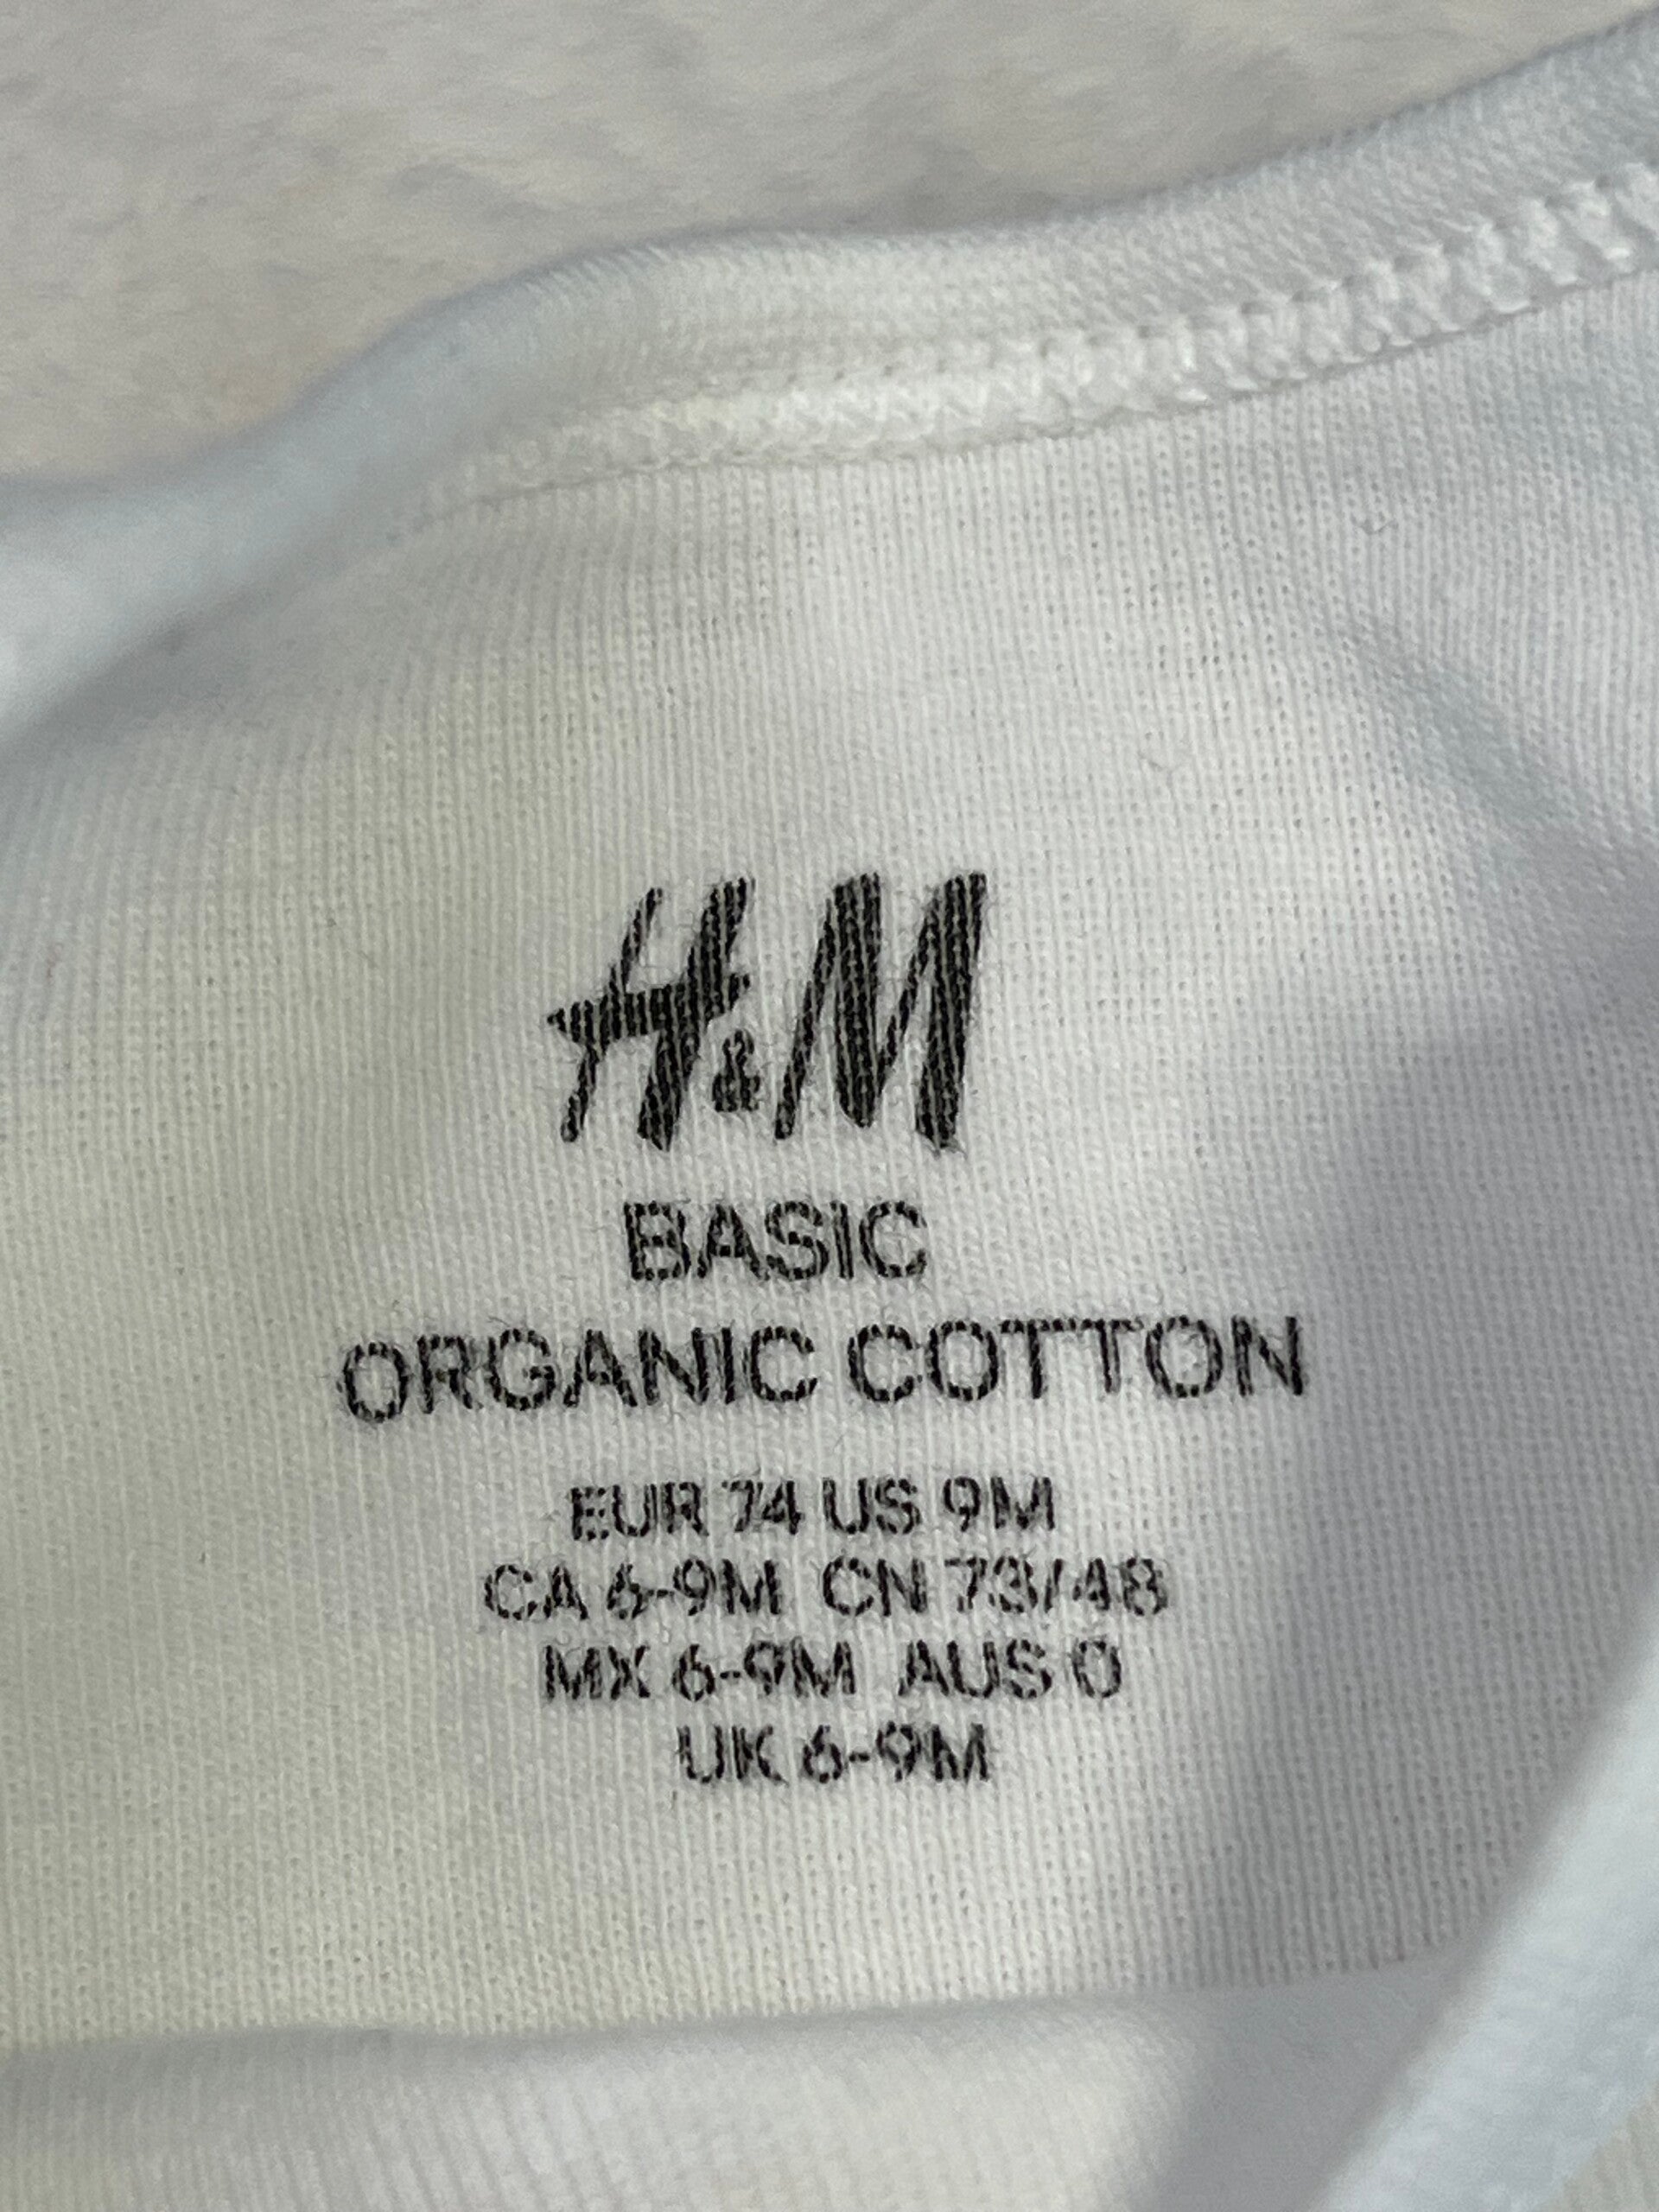 H&M
BASIC
ORGANIC COTTON
EUR 74 US 9M
CA 6-9M CN 73/48
MX 6-9M AUS 0
UK 6-9M